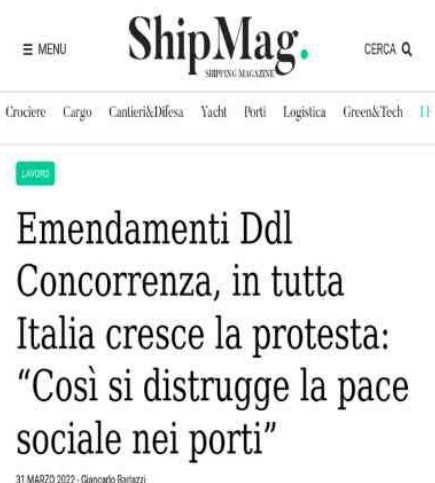 MENU
ShipMag.
SHIPPING MAGAZINE
CERCA
Crociere Cargo Cantieri&Difesa Yacht Porti Logistica Green&Tech
LAVORO
Emendamenti Ddl
Concorrenza, in tutta
Italia cresce la protesta:
“Così si distrugge la pace
sociale nei porti”
31 MARZO 2022 - Giancarlo Barlazzi